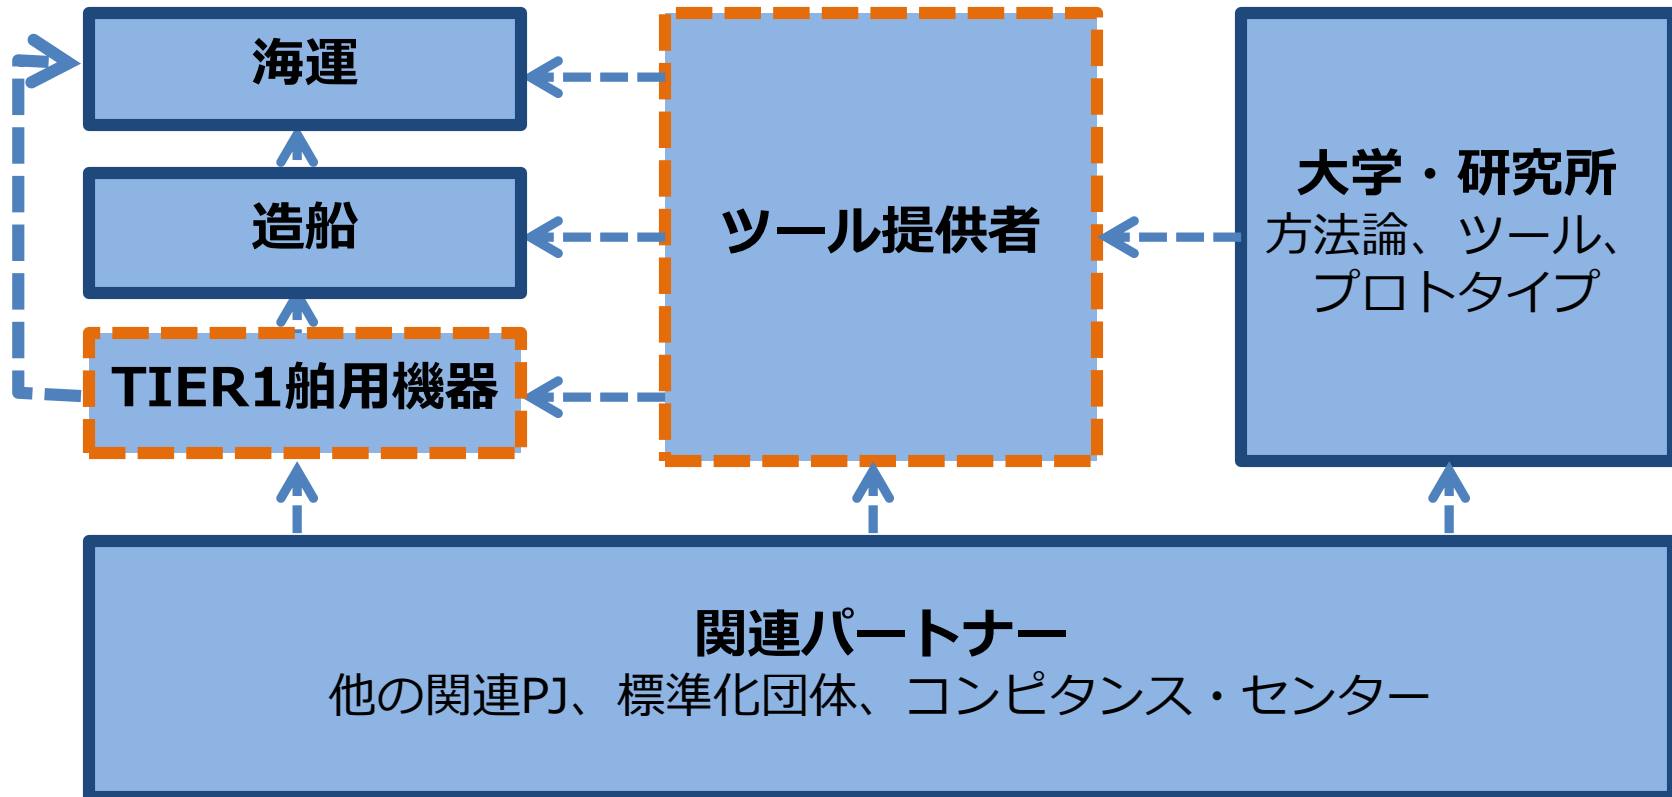 海運
造船
TIER1舶用機器
ツール提供者
大学・研究所
方法論、ツール、
プロトタイプ
関連パートナー
他の関連PJ、標準化団体、コンピタンス・センター